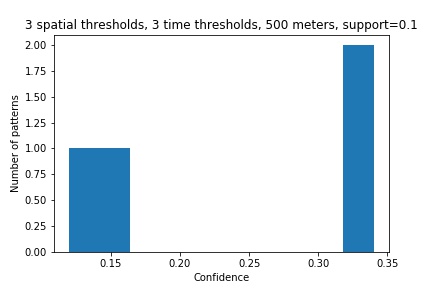 3 spatial thresholds, 3 time thresholds, 500 meters, support=0.1
2.00
1.75
1.50
1.25
1.00
0.75
0.50
0.25
0.00
Number of patterns
0.15 0.20 0.25 0.30 0.35
Confidence